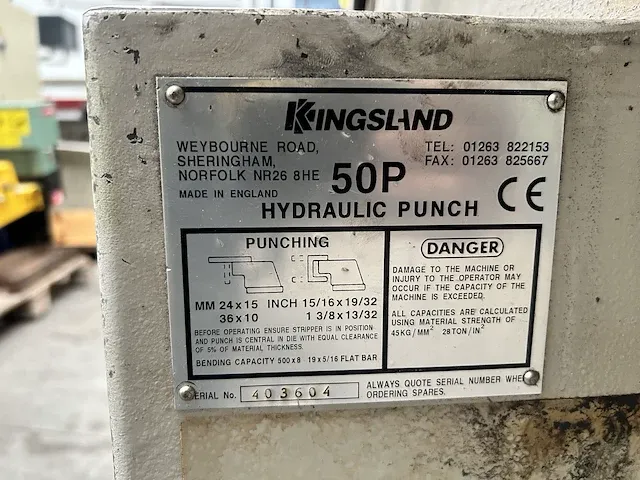 KINGSLAND
WEYBOURNE ROAD,
SHERINGHAM,
NORFOLK NR26 8HE
MADE IN ENGLAND
TEL: 01263 822153
FAX: 01263 825667
50P
CE
HYDRAULIC PUNCH
PUNCHING
MM 24x15 INCH 15/16x19/32
36x10 1 3/8x13/32
BEFORE OPERATING ENSURE STRIPPER IS IN POSITION
AND PUNCH IS CENTRAL IN DIE WITH EQUAL CLEARANCE
OF 5% OF MATERIAL THICKNESS.
BENDING CAPACITY 500x8 19x5/16 FLAT BAR
DANGER
DAMAGE TO THE MACHINE OR
INJURY TO THE OPERATOR MAY
OCCUR IF THE CAPACITY OF THE
MACHINE IS EXCEEDED.
ALL CAPACITIES ARE CALCULATED
USING MATERIAL STRENGTH OF
45KG/MM² 28TON/IN²
SERIAL No. 403604
ALWAYS QUOTE SERIAL NUMBER WHEN
ORDERING SPARES.